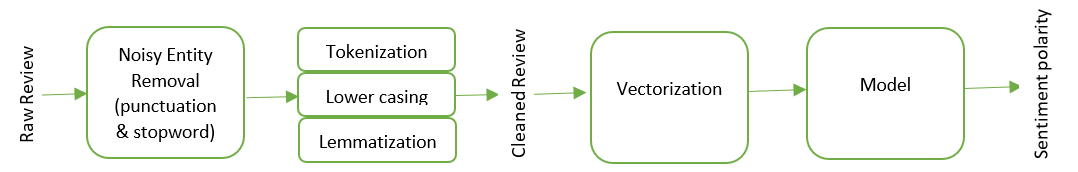 Raw Review
Noisy Entity
Removal
(punctuation
& stopword)
Tokenization
Lower casing
Lemmatization
Cleaned Review
Vectorization
Model
Sentiment polarity